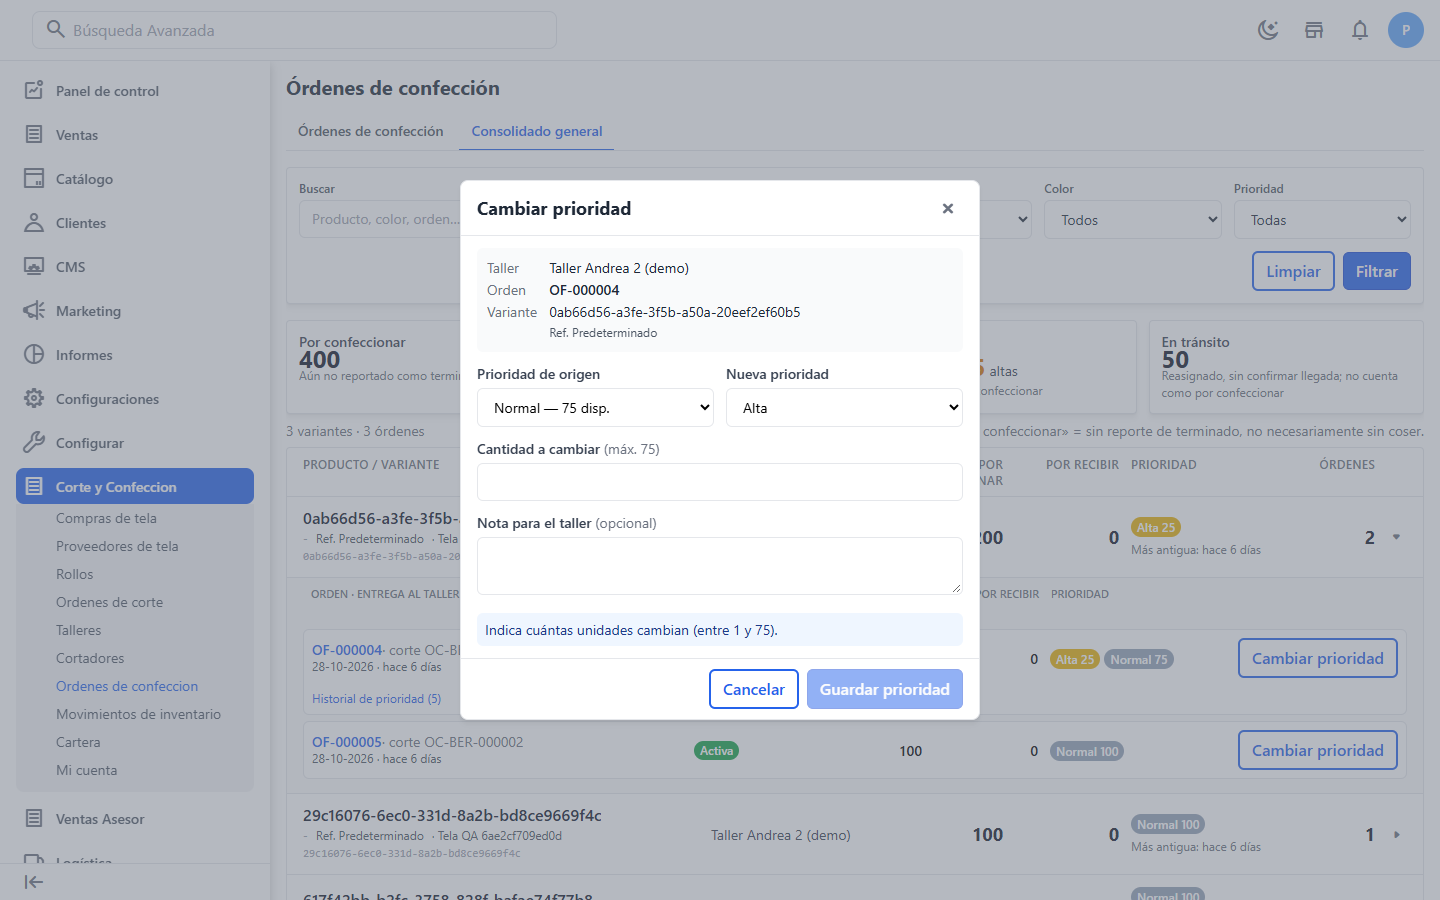 Búsqueda Avanzada
P
Panel de control
Ventas
Catálogo
Clientes
CMS
Marketing
Informes
Configuraciones
Configurar
Corte y Confeccion
Compras de tela
Proveedores de tela
Rollos
Ordenes de corte
Talleres
Cortadores
Ordenes de confeccion
Movimientos de inventario
Cartera
Mi cuenta
Ventas Asesor
Logística
Órdenes de confección
Órdenes de confección
Consolidado general
Buscar
Color
Prioridad
Producto, color, orden...
Todos
Todas
Limpiar
Filtrar
Por confeccionar
400
Aún no reportado como termi
altas
confeccionar
En tránsito
50
Reasignado, sin confirmar llegada; no cuenta
como por confeccionar
3 variantes · 3 órdenes
confeccionar» = sin reporte de terminado, no necesariamente sin coser.
PRODUCTO / VARIANTE
POR
NAR
POR RECIBIR
PRIORIDAD
ÓRDENES
0ab66d56-a3fe-3f5b-
- Ref. Predeterminado · Tela
0ab66d56-a3fe-3f5b-a50a-20
200
0
Alta 25
Más antigua: hace 6 días
2
ORDEN · ENTREGA AL TALLER
POR RECIBIR
PRIORIDAD
OF-000004· corte OC-BE
28-10-2026 · hace 6 días
Historial de prioridad (5)
0
Alta 25
Normal 75
Cambiar prioridad
OF-000005· corte OC-BER-000002
28-10-2026 · hace 6 días
Activa
100
0
Normal 100
Cambiar prioridad
29c16076-6ec0-331d-8a2b-bd8ce9669f4c
- Ref. Predeterminado · Tela QA 6ae2cf709ed0d
29c16076-6ec0-331d-8a2b-bd8ce9669f4c
Taller Andrea 2 (demo)
100
0
Normal 100
Más antigua: hace 6 días
1
Normal 100
Cambiar prioridad
Taller Taller Andrea 2 (demo)
Orden OF-000004
Variante 0ab66d56-a3fe-3f5b-a50a-20eef2ef60b5
Ref. Predeterminado
Prioridad de origen
Nueva prioridad
Normal — 75 disp.
Alta
Cantidad a cambiar (máx. 75)
Nota para el taller (opcional)
Indica cuántas unidades cambian (entre 1 y 75).
Cancelar
Guardar prioridad